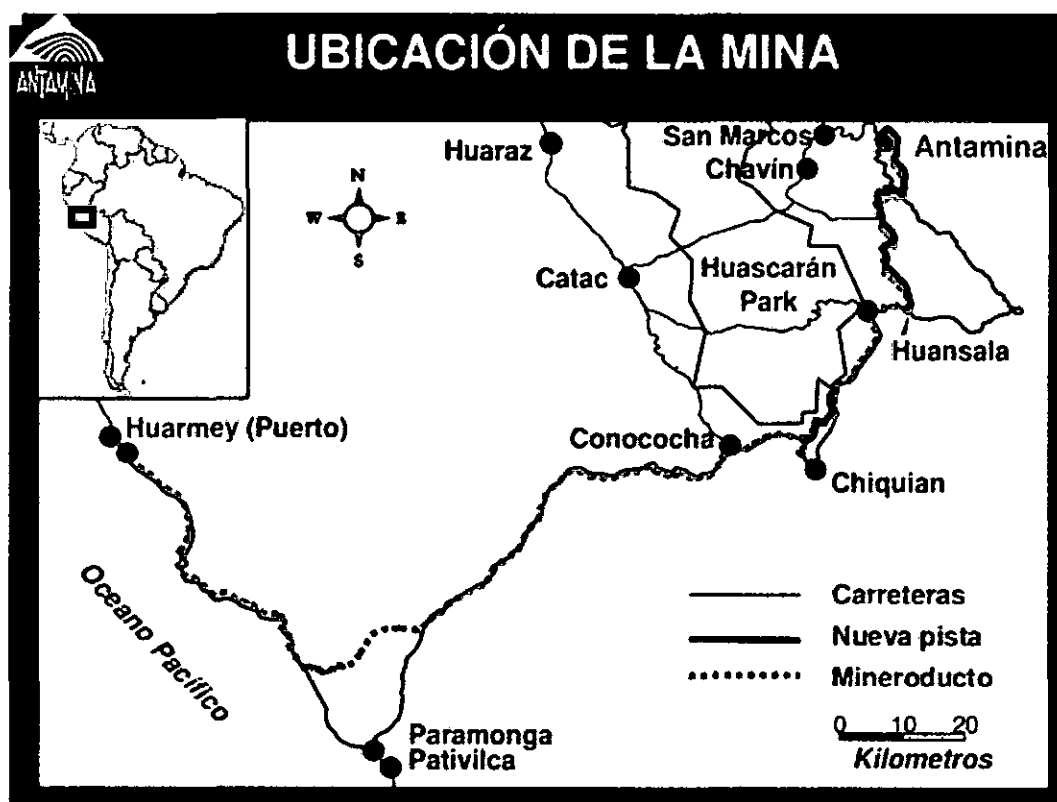 ANTAMINA
UBICACIÓN DE LA MINA
Huaraz
San Marcos
Chavín
Antamina
N
W
E
S
Catac
Huascarán
Park
Huansala
Huarmey (Puerto)
Conococha
Chiquian
Oceano Pacífico
Carreteras
Nueva pista
Mineroducto
0 10 20
Kilometros
Paramonga
Pativilca